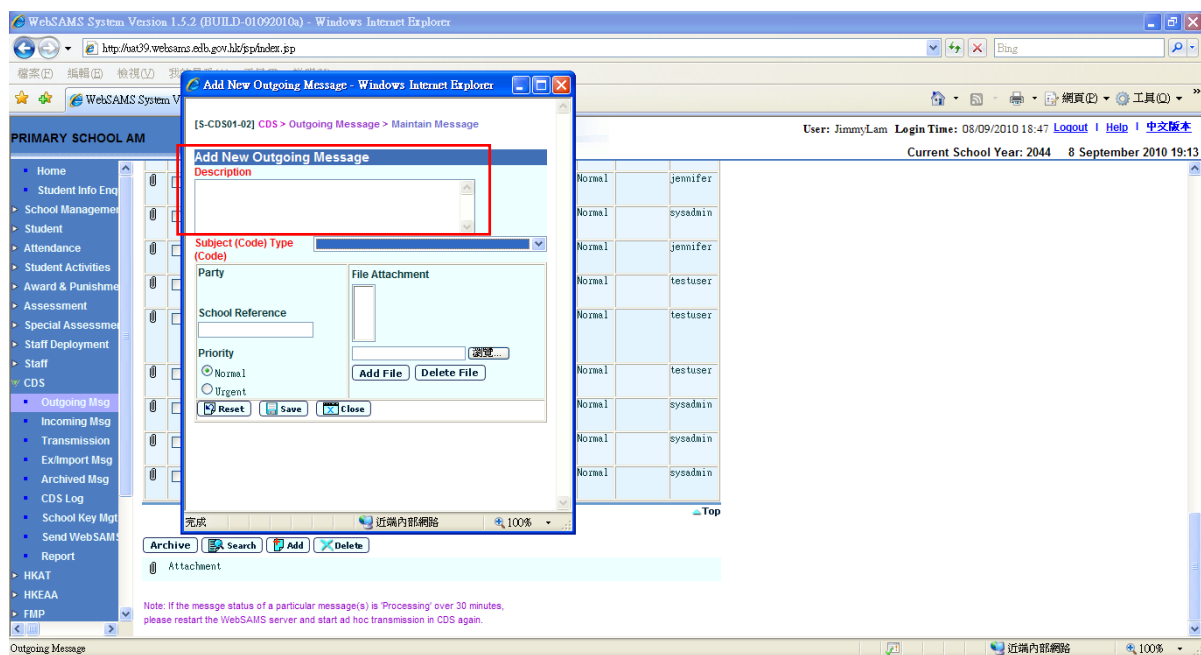 WebSAMS System Version 1.5.2 (BUILD-01092010a) - Windows Internet Explorer
http://uat39.websams.edb.gov.hk/jsp/index.jsp
Bing
檔案(F) 編輯(E) 檢視(V)
WebSAMS System V
網頁(P) 工具(O)
PRIMARY SCHOOL AM
User: JimmyLam Login Time: 08/09/2010 18:47 Logout | Help | 中文版本
Current School Year: 2044 8 September 2010 19:13
Home
Student Info Enq
School Managemen
Student
Attendance
Student Activities
Award & Punishme
Assessment
Special Assessmen
Staff Deployment
Staff
CDS
Outgoing Msg
Incoming Msg
Transmission
Ex/Import Msg
Archived Msg
CDS Log
School Key Mgt
Send WebSAMS
Report
HKAT
HKEAA
FMP
Add New Outgoing Message - Windows Internet Explorer
[S-CDS01-02] CDS > Outgoing Message > Maintain Message
Add New Outgoing Message
Description
Subject (Code) Type
(Code)
Party
File Attachment
School Reference
Priority
瀏覽...
Normal
Add File Delete File
Urgent
Reset Save Close
完成 近端內部網路 100%
Normal jennifer
Normal sysadmin
Normal jennifer
Normal testuser
Normal testuser
Normal testuser
Normal sysadmin
Normal sysadmin
Normal sysadmin
Top
Archive Search Add Delete
Attachment
Note: If the messge status of a particular message(s) is 'Processing' over 30 minutes,
please restart the WebSAMS server and start ad hoc transmission in CDS again.
Outgoing Message 近端內部網路 100%